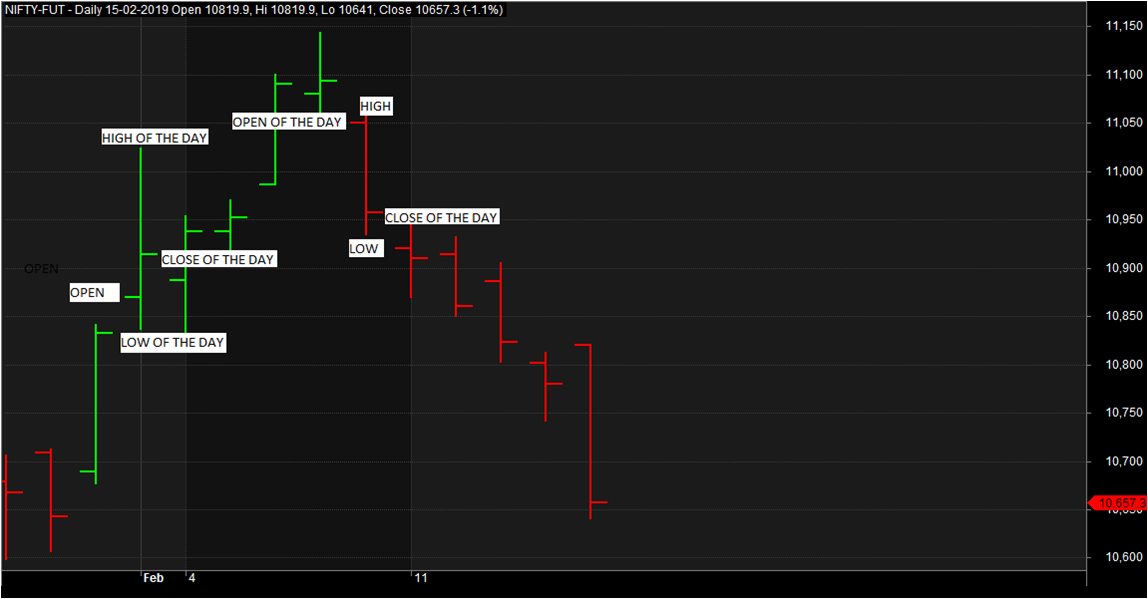 NIFTY-FUT - Daily 15-02-2019 Open 10819.9, Hi 10819.9, Lo 10641, Close 10657.3 (-1.1%)
11,150
11,100
HIGH
11,050
OPEN OF THE DAY
HIGH OF THE DAY
11,000
10,950
CLOSE OF THE DAY
LOW
CLOSE OF THE DAY
10,900
OPEN
OPEN
10,850
LOW OF THE DAY
10,800
10,750
10,700
10,657.3
10,650
10,600
Feb 4 11